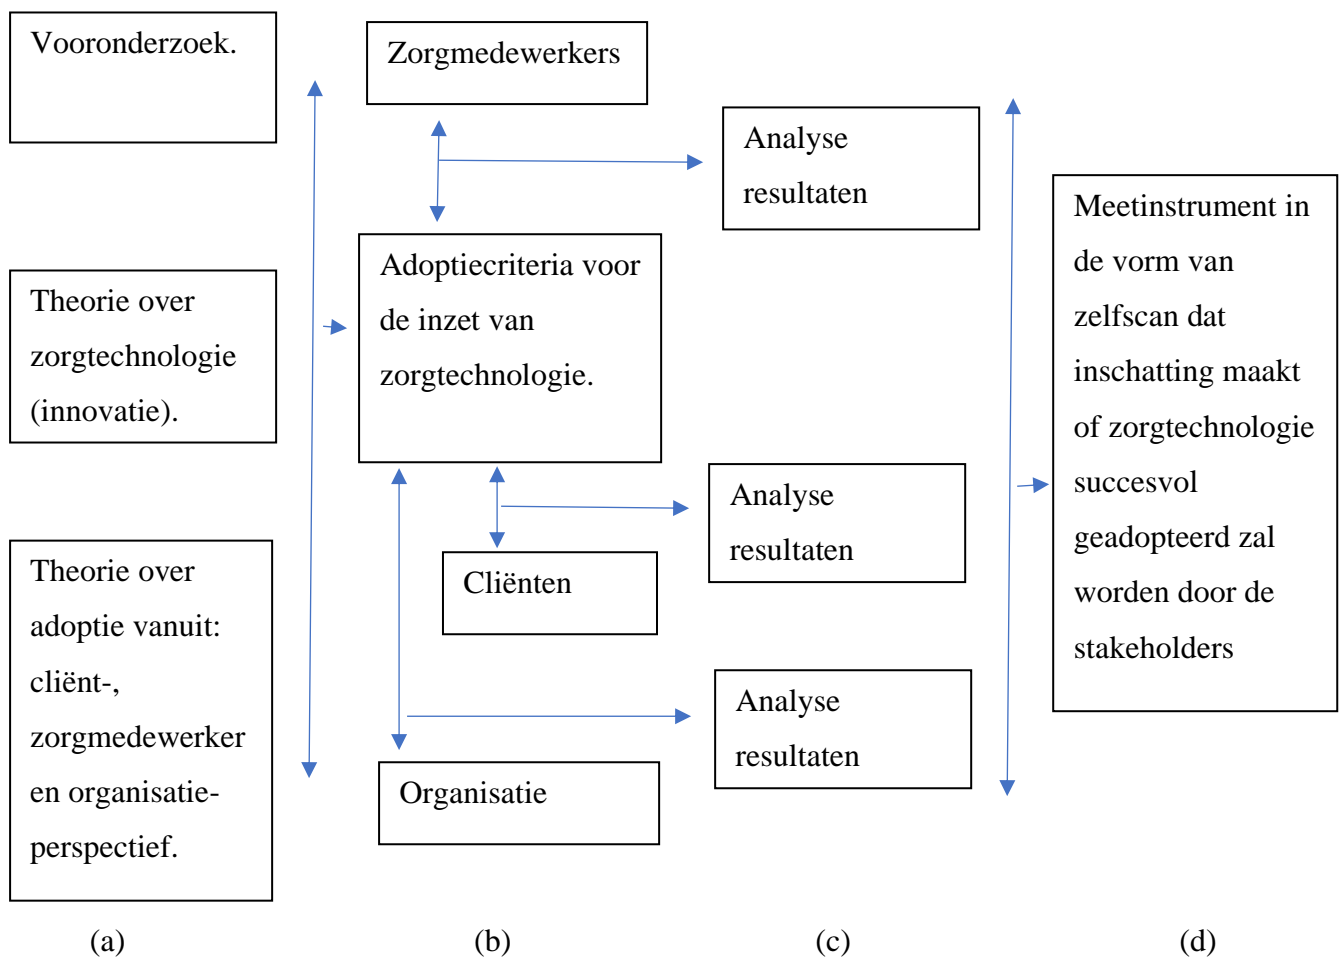 Vooronderzoek.
Theorie over
zorgtechnologie
(innovatie).
Theorie over
adoptie vanuit:
cliënt-,
zorgmedewerker
en organisatie-
perspectief.
(a)
Zorgmedewerkers
Adoptiecriteria voor
de inzet van
zorgtechnologie.
Cliënten
Organisatie
(b)
Analyse
resultaten
Analyse
resultaten
Analyse
resultaten
(c)
Meetinstrument in
de vorm van
zelfscan dat
inschatting maakt
of zorgtechnologie
succesvol
geadopteerd zal
worden door de
stakeholders
(d)